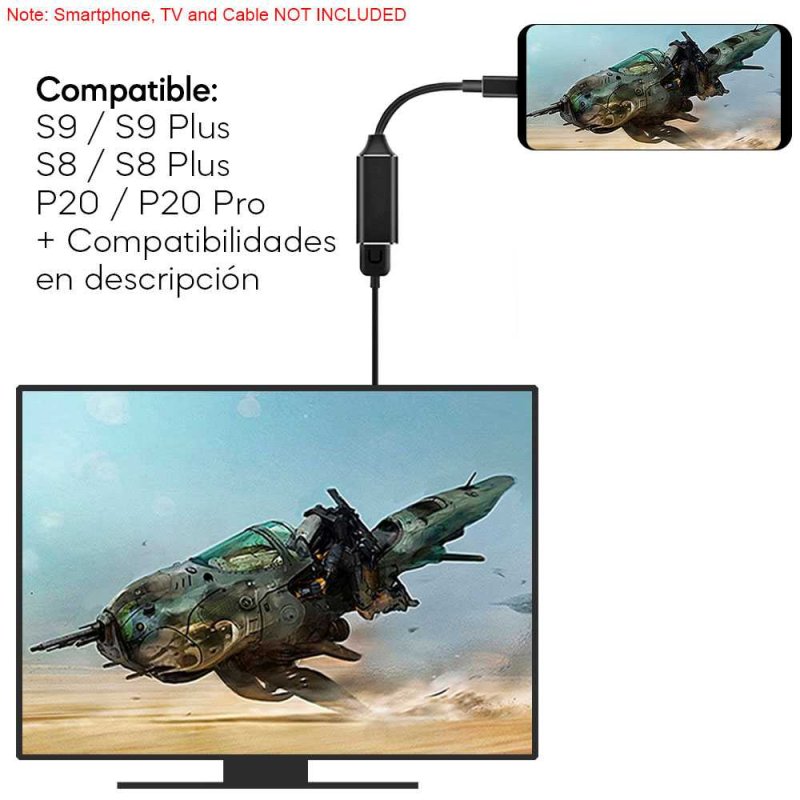 Note: Smartphone, TV and Cable NOT INCLUDED
Compatible:
S9 / S9 Plus
S8 / S8 Plus
P20 / P20 Pro
+ Compatibilidades
en descripción